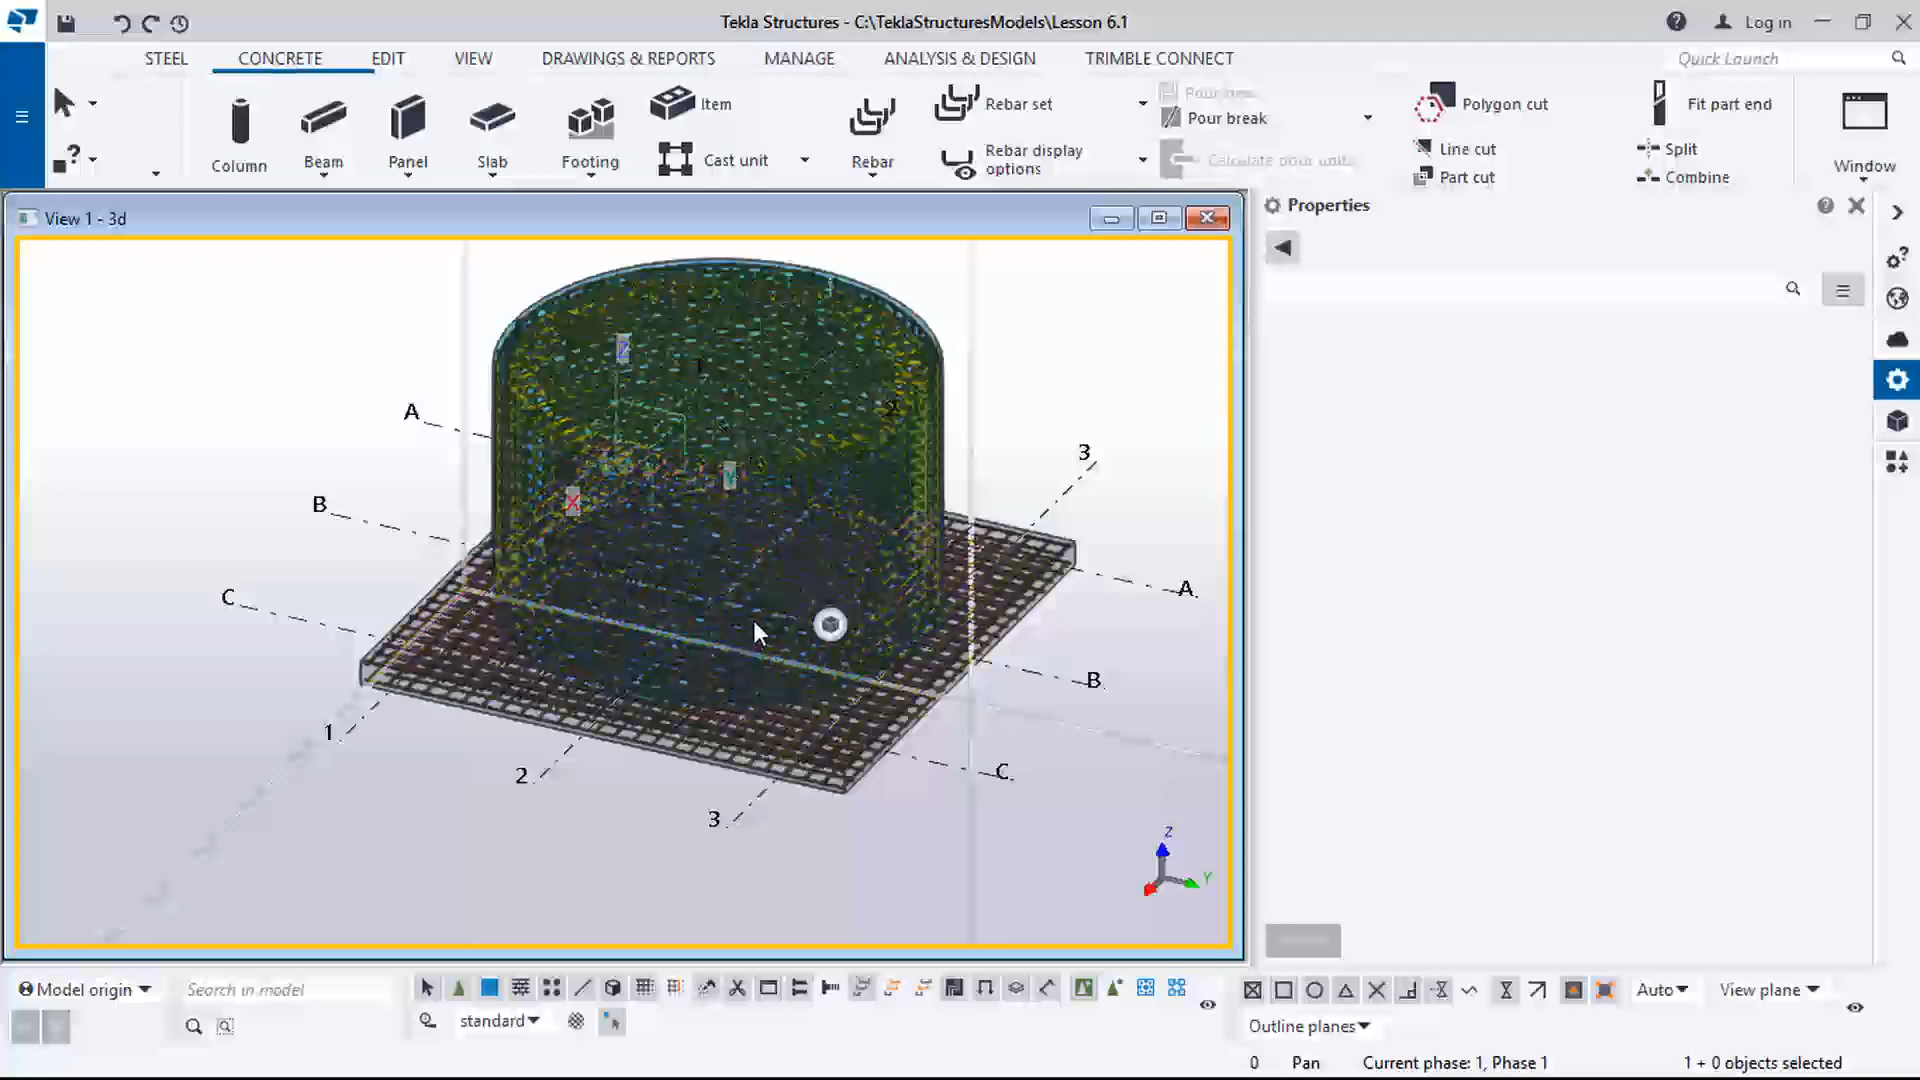 Tekla Structures - C:\TeklaStructuresModels\Lesson 6.1
Log in
STEEL CONCRETE EDIT VIEW DRAWINGS & REPORTS MANAGE ANALYSIS & DESIGN TRIMBLE CONNECT
Quick Launch
Column
Beam
Panel
Slab
Footing
Item
Cast unit
Rebar
Rebar set
Rebar display
options
Pour break
Calculate pour units
Polygon cut
Line cut
Part cut
Fit part end
Split
Combine
Window
View 1 - 3d
Properties
A
B
C
1
2
3
3
A
B
C
Z
X
Y
Z
Y
Model origin
Search in model
standard
Auto
View plane
Outline planes
0 Pan Current phase: 1, Phase 1 1 + 0 objects selected